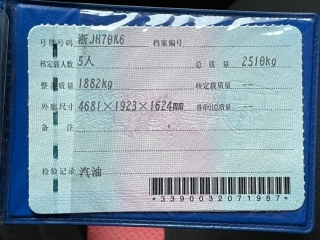 号牌号码 浙JH70K6 档案编号
核定载人数 5人 总质量 2510kg
整备质量 1882kg 核定载质量 --
外廓尺寸 4681×1923×1624mm 准牵引总质量 --
备注
检验记录 汽油
*3390032071987*